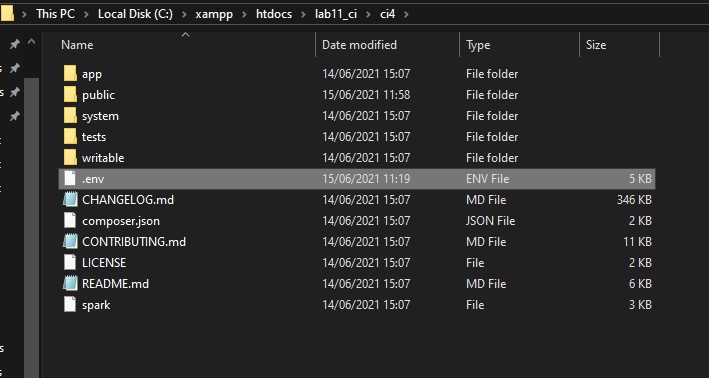 This PC > Local Disk (C:) > xampp > htdocs > lab11_ci > ci4 >
Name Date modified Type Size
app 14/06/2021 15:07 File folder
public 15/06/2021 11:58 File folder
system 14/06/2021 15:07 File folder
tests 14/06/2021 15:07 File folder
writable 14/06/2021 15:07 File folder
.env 15/06/2021 11:19 ENV File 5 KB
CHANGELOG.md 14/06/2021 15:07 MD File 346 KB
composer.json 14/06/2021 15:07 JSON File 2 KB
CONTRIBUTING.md 14/06/2021 15:07 MD File 11 KB
LICENSE 14/06/2021 15:07 File 2 KB
README.md 14/06/2021 15:07 MD File 6 KB
spark 14/06/2021 15:07 File 3 KB